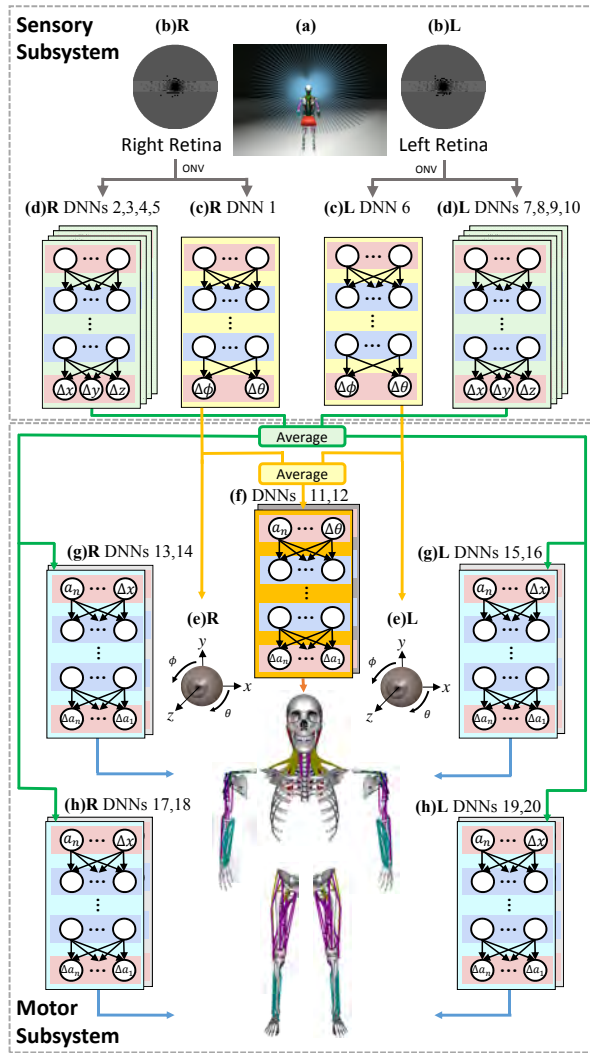 Sensory
Subsystem
(b)R
(a)
(b)L
Right Retina
Left Retina
ONV
ONV
(d)R DNNs 2,3,4,5
(c)R DNN 1
(c)L DNN 6
(d)L DNNs 7,8,9,10
...
...
...
...
...
...
...
...
⋮
⋮
⋮
⋮
...
...
...
...
Δx Δy Δz
Δϕ Δθ
Δϕ Δθ
Δx Δy Δz
Average
Average
(f) DNNs 11,12
aₙ ... Δθ
...
⋮
...
Δaₙ ... Δa₁
(g)R DNNs 13,14
aₙ ... Δx
...
⋮
...
Δaₙ ... Δa₁
(g)L DNNs 15,16
aₙ ... Δx
...
⋮
...
Δaₙ ... Δa₁
(e)R
y
ϕ
x
z
θ
(e)L
y
ϕ
x
z
θ
(h)R DNNs 17,18
aₙ ... Δx
...
⋮
...
Δaₙ ... Δa₁
(h)L DNNs 19,20
aₙ ... Δx
...
⋮
...
Δaₙ ... Δa₁
Motor
Subsystem